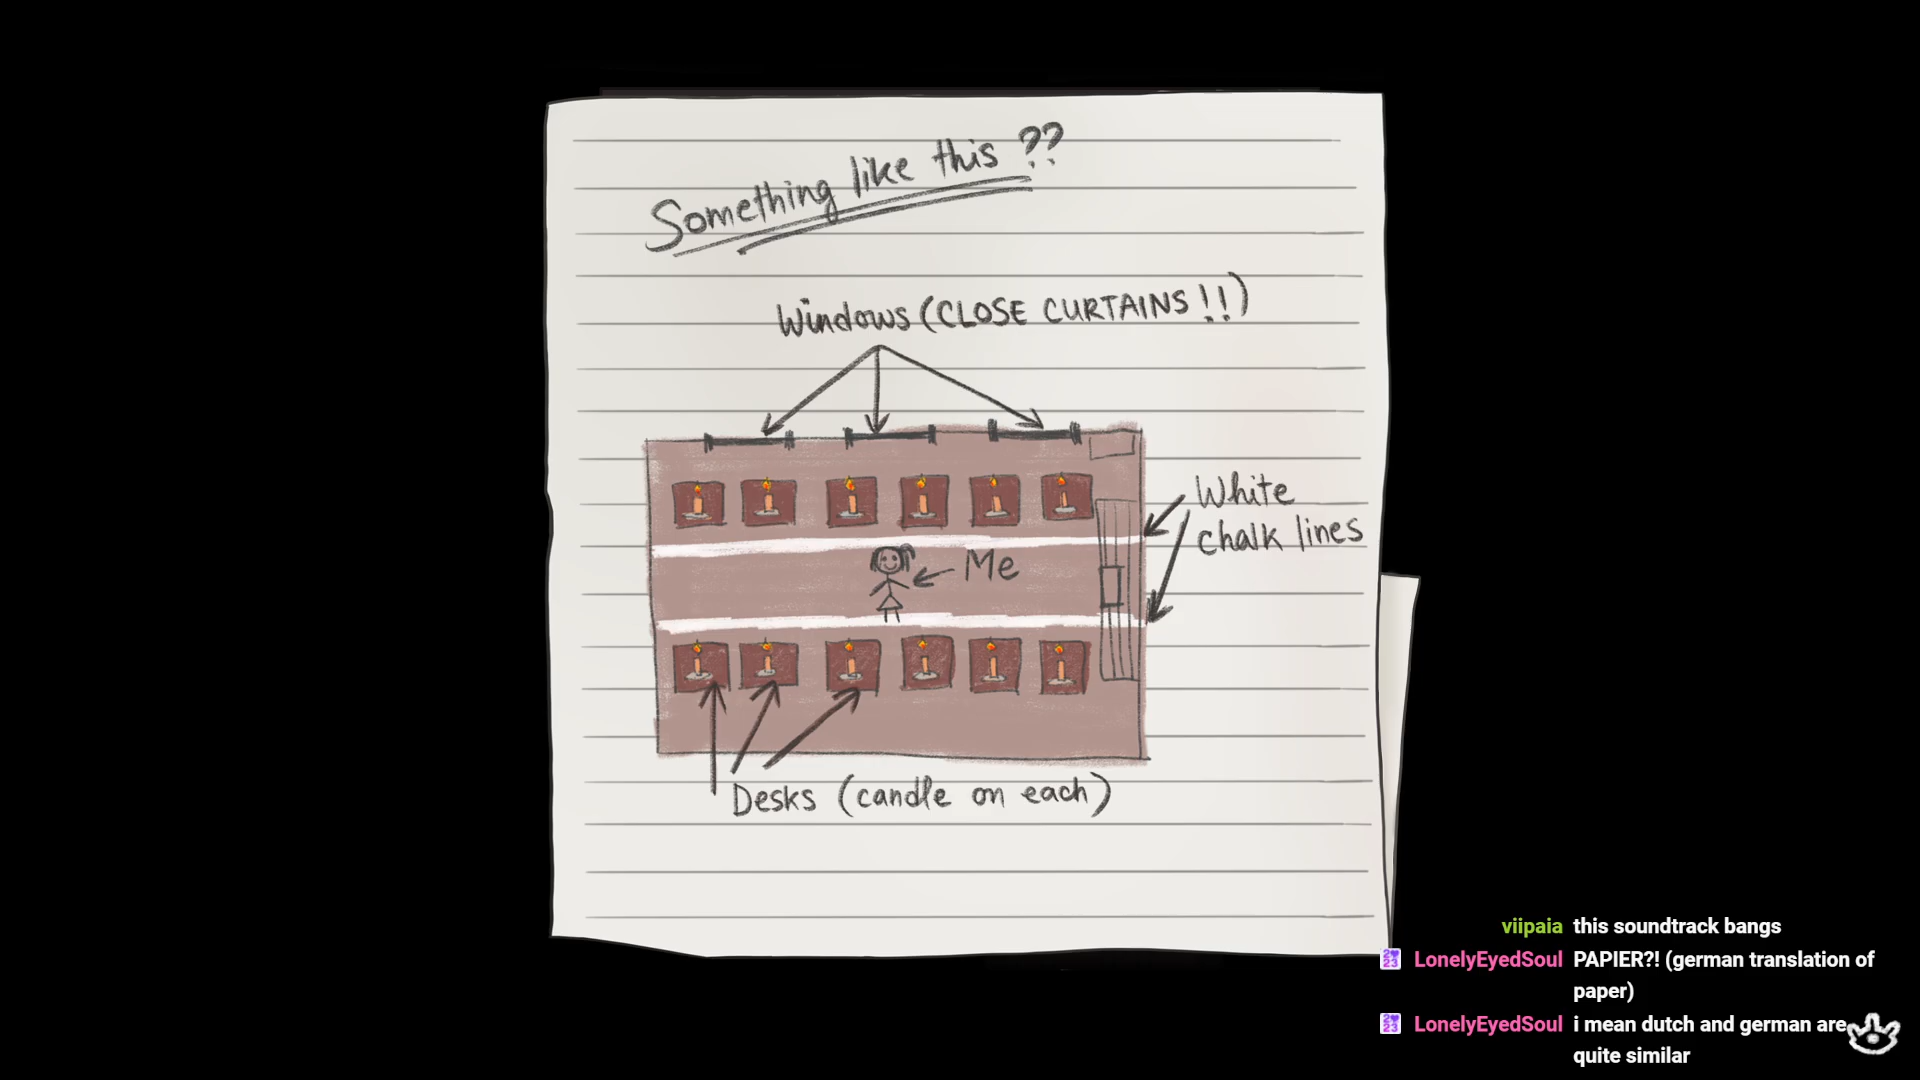 Something like this ??
Windows (CLOSE CURTAINS !!)
White
chalk lines
Me
Desks (candle on each)
viipaia this soundtrack bangs
LonelyEyedSoul PAPIER?! (german translation of
paper)
LonelyEyedSoul i mean dutch and german are
quite similar